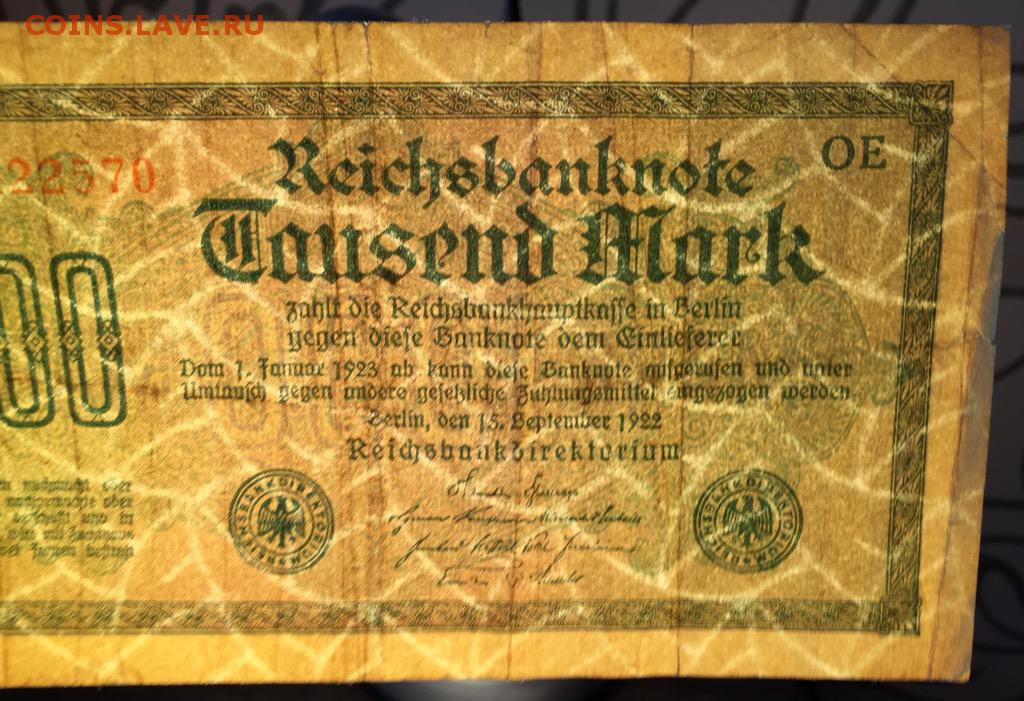 COINS.LAVE.RU
22570
Reichsbanknote OE
Tausend Mark
00
zahlt die Reichsbankhauptkasse in Berlin
gegen diese Banknote dem Einlieferer
Vom 1. Januar 1923 ab kann diese Banknote aufgerufen und unter
Umtausch gegen andere gesetzliche Zahlungsmittel eingezogen werden
Berlin, den 15. September 1922
Reichsbankdirektorium